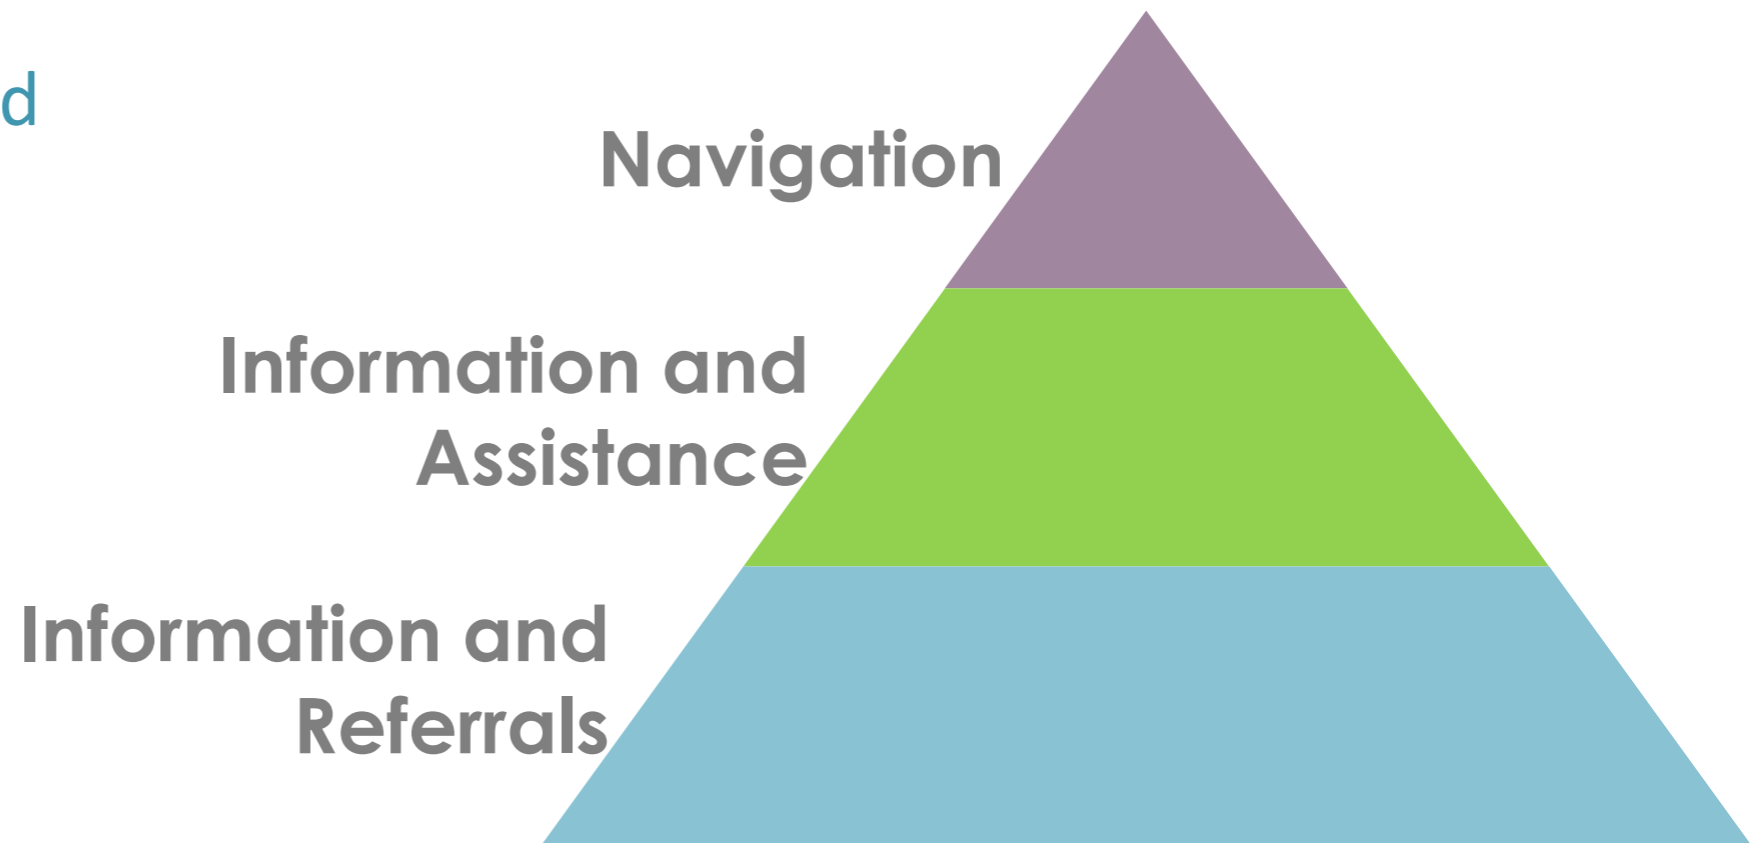 d
Navigation
Information and
Assistance
Information and
Referrals